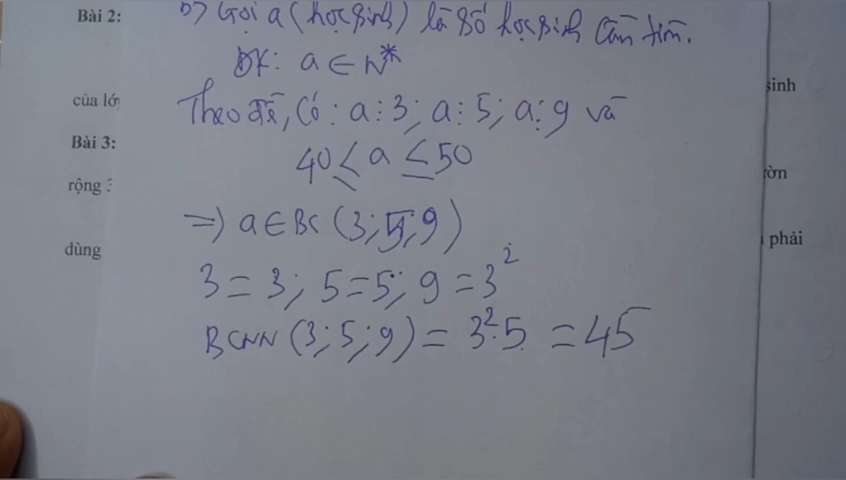 Bài 2:
b) Gọi a (học sinh) là số học sinh cần tìm.
ĐK: a ∈ N*
sinh
của lớp
Theo đề, có: a ⋮ 3; a ⋮ 5; a ⋮ 9 và
Bài 3:
40 ≤ a ≤ 50
rộng
ờn
=> a ∈ BC (3; 5; 9)
phải
dùng
3 = 3; 5 = 5; 9 = 3²
BCNN (3; 5; 9) = 3².5 = 45